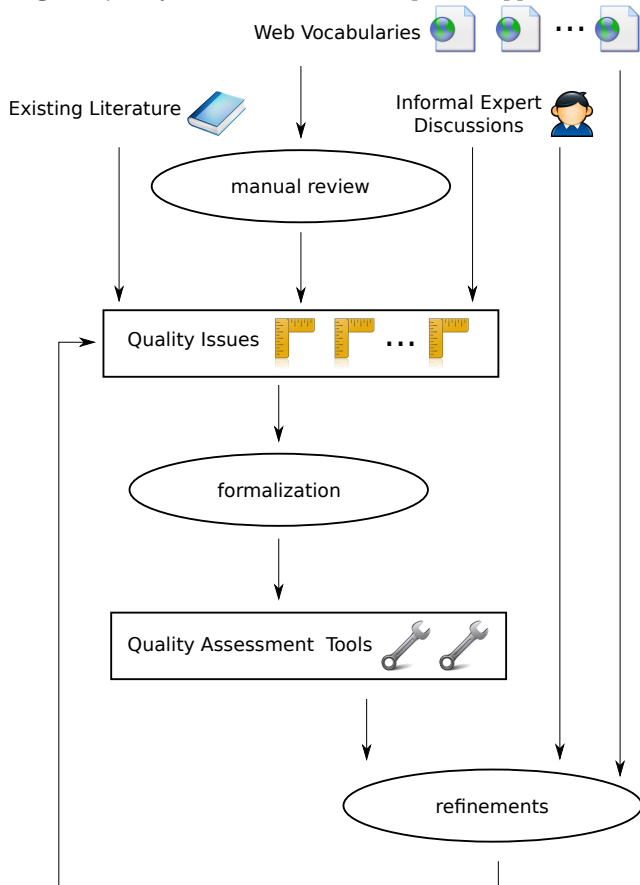 Web Vocabularies
...
Existing Literature
Informal Expert
Discussions
manual review
Quality Issues
...
formalization
Quality Assessment Tools
refinements